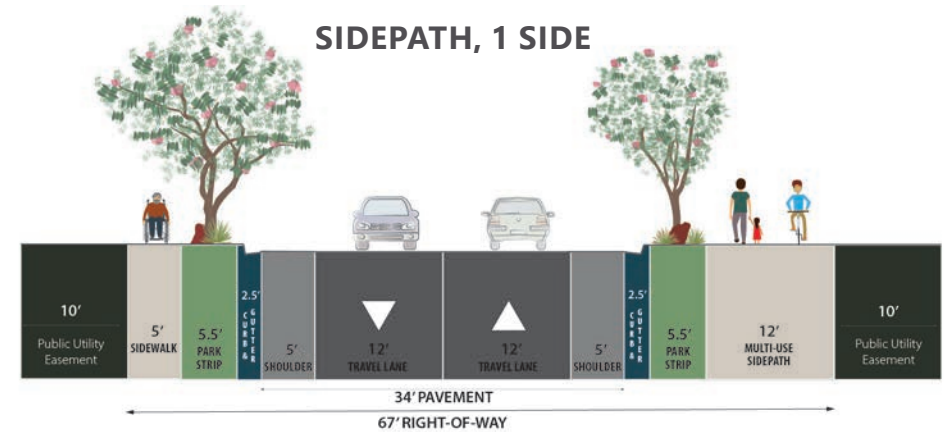 SIDEPATH, 1 SIDE
10'
Public Utility
Easement
5'
SIDEWALK
5.5'
PARK
STRIP
2.5'
CURB &
GUTTER
5'
SHOULDER
12'
TRAVEL LANE
12'
TRAVEL LANE
5'
SHOULDER
2.5'
CURB &
GUTTER
5.5'
PARK
STRIP
12'
MULTI-USE
SIDEPATH
10'
Public Utility
Easement
34' PAVEMENT
67' RIGHT-OF-WAY